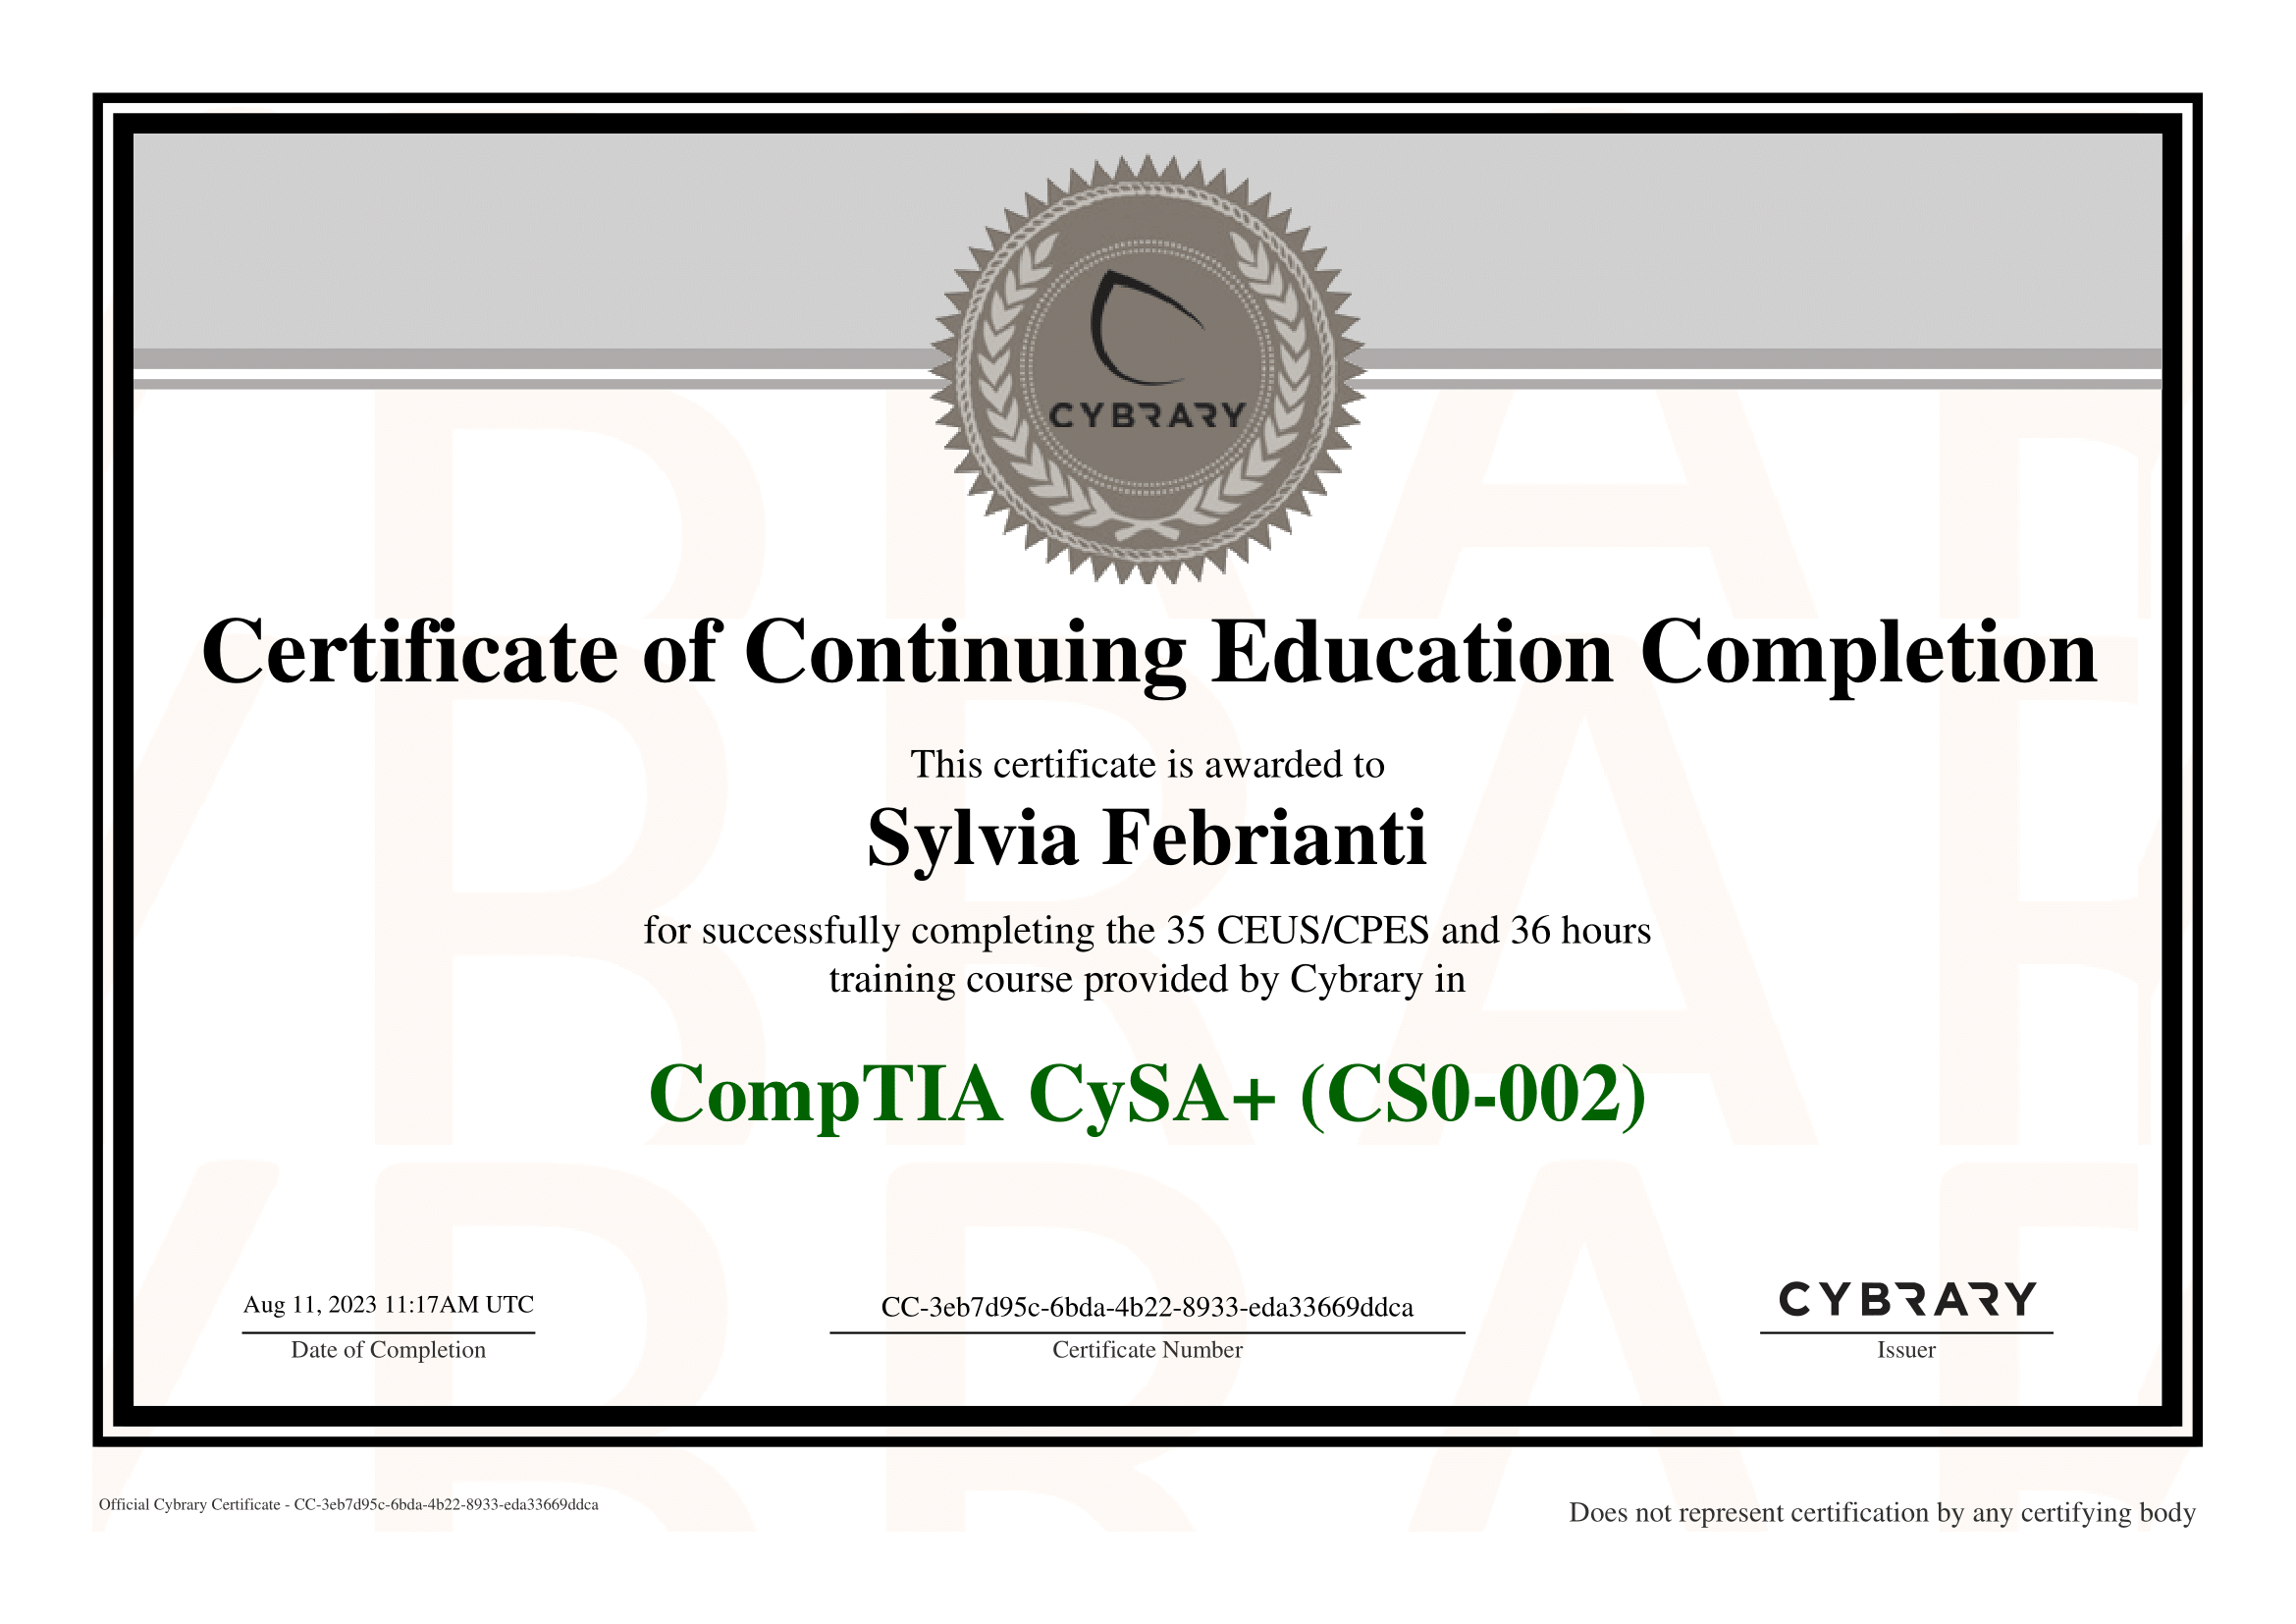 CYBRARY
Certificate of Continuing Education Completion
This certificate is awarded to
Sylvia Febrianti
for successfully completing the 35 CEUS/CPES and 36 hours
training course provided by Cybrary in
CompTIA CySA+ (CS0-002)
Aug 11, 2023 11:17AM UTC
Date of Completion
CC-3eb7d95c-6bda-4b22-8933-eda33669ddca
Certificate Number
CYBRARY
Issuer
Official Cybrary Certificate - CC-3eb7d95c-6bda-4b22-8933-eda33669ddca
Does not represent certification by any certifying body